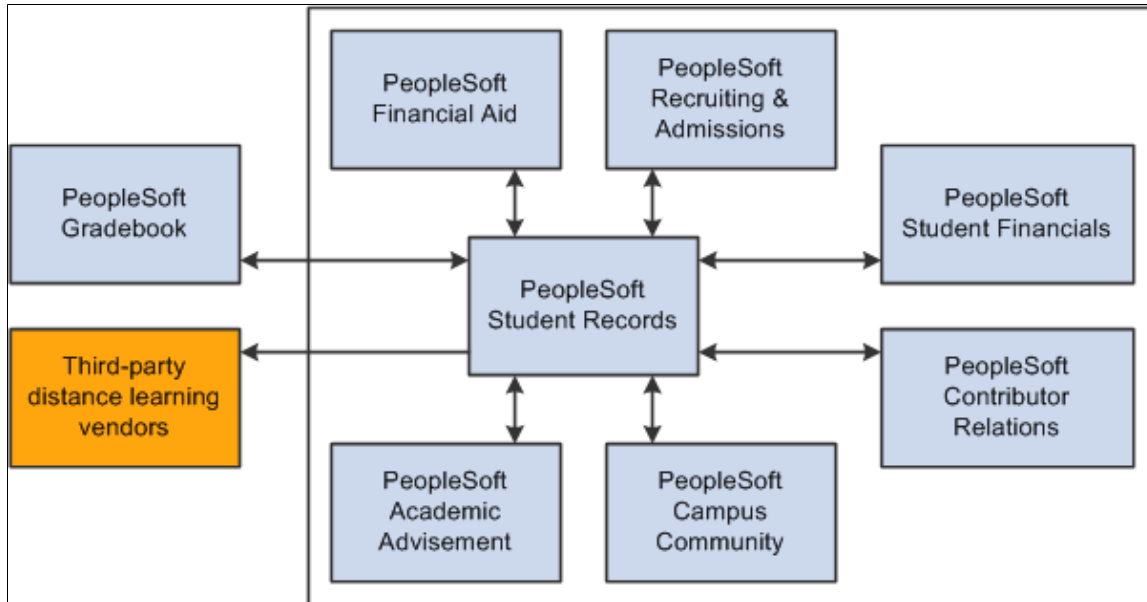 PeopleSoft
Financial Aid
PeopleSoft
Recruiting &
Admissions
PeopleSoft
Gradebook
PeopleSoft
Student Financials
PeopleSoft
Student Records
Third-party
distance learning
vendors
PeopleSoft
Contributor
Relations
PeopleSoft
Academic
Advisement
PeopleSoft
Campus
Community